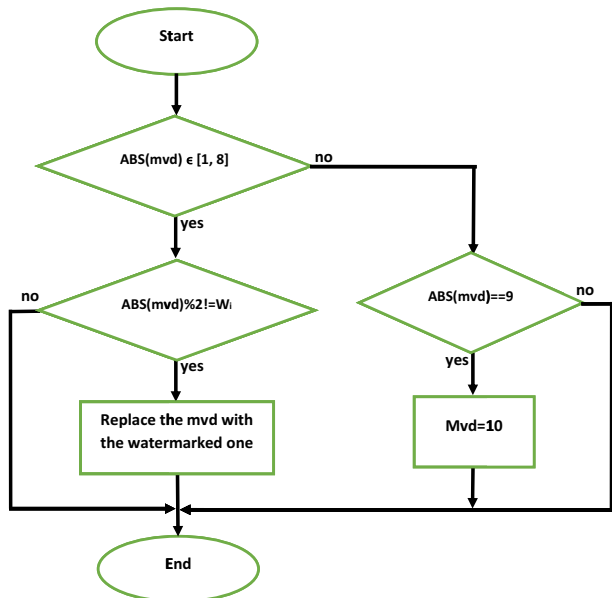 Start
ABS(mvd) ϵ [1, 8]
no
yes
no
ABS(mvd)%2!=Wᵢ
ABS(mvd)==9
no
yes
yes
Replace the mvd with
the watermarked one
Mvd=10
End